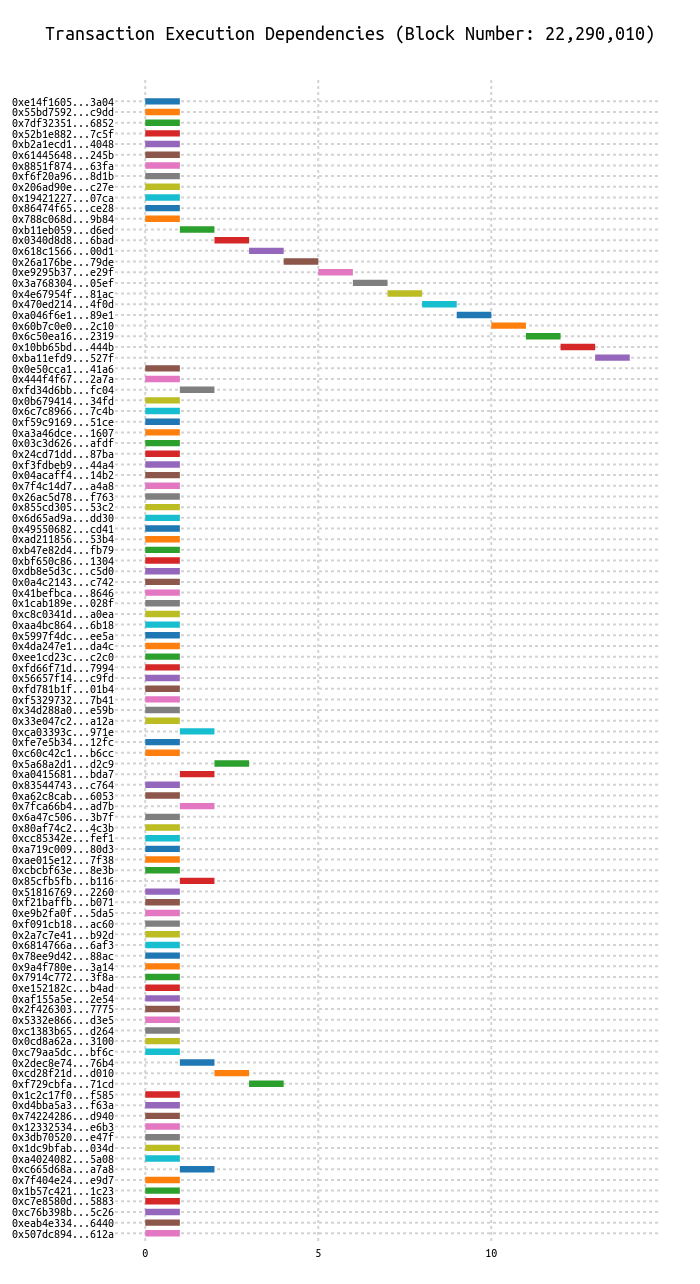 Transaction Execution Dependencies (Block Number: 22,290,010)
0xe14f1605...3a04
0x55bd7592...c9dd
0x7df32351...6852
0x52b1e882...7c5f
0xb2a1ecd1...4048
0x61445648...245b
0x8851f874...63fa
0xf6f20a96...8d1b
0x206ad90e...c27e
0x19421227...07ca
0x86474f65...ce28
0x788c068d...9b84
0xb11eb059...d6ed
0x0340d8d8...6bad
0x618c1566...00d1
0x26a176be...79de
0xe9295b37...e29f
0x3a768304...05ef
0x4e67954f...81ac
0x470ed214...4f0d
0xa046f6e1...89e1
0x60b7c0e0...2c10
0x6c50ea16...2319
0x10bb65bd...444b
0xba11efd9...527f
0x0e50cca1...41a6
0x444f4f67...2a7a
0xfd34d6bb...fc04
0x0b679414...34fd
0x6c7c8966...7c4b
0xf59c9169...51ce
0xa3a46dce...1607
0x03c3d626...afdf
0x24cd71dd...87ba
0xf3fdbeb9...44a4
0x04acaff4...14b2
0x7f4c14d7...a4a8
0x26ac5d78...f763
0x855cd305...53c2
0x6d65ad9a...dd30
0x49550682...cd41
0xad211856...53b4
0xb47e82d4...fb79
0xbf650c86...1304
0xdb8e5d3c...c5d0
0x0a4c2143...c742
0x41befbca...8646
0x1cab189e...028f
0xc8c0341d...a0ea
0xaa4bc864...6b18
0x5997f4dc...ee5a
0x4da247e1...da4c
0xee1cd23c...c2c0
0xfd66f71d...7994
0x56657f14...c9fd
0xfd781b1f...01b4
0xf5329732...7b41
0x34d288a0...e59b
0x33e047c2...a12a
0xca03393c...971e
0xfe7e5b34...12fc
0xc60c42c1...b6cc
0x5a68a2d1...d2c9
0xa0415681...bda7
0x83544743...c764
0xa62c8cab...6053
0x7fca66b4...ad7b
0x6a47c506...3b7f
0x80af74c2...4c3b
0xcc85342e...fef1
0xa719c009...80d3
0xae015e12...7f38
0xcbcbf63e...8e3b
0x85cfb5fb...b116
0x51816769...2260
0xf21baffb...b071
0xe9b2fa0f...5da5
0xf091cb18...ac60
0x2a7c7e41...b92d
0x6814766a...6af3
0x78ee9d42...88ac
0x9a4f780e...3a14
0x7914c772...3f8a
0xe152182c...b4ad
0xaf155a5e...2e54
0x2f426303...7775
0x5332e866...d3e5
0xc1383b65...d264
0x0cd8a62a...3100
0xc79aa5dc...bf6c
0x2dec8e74...76b4
0xcd28f21d...d010
0xf729cbfa...71cd
0x1c2c17f0...f585
0xd4bba5a3...f63a
0x74224286...d940
0x12332534...e6b3
0x3db70520...e47f
0x1dc9bfab...034d
0xa4024082...5a08
0xc665d68a...a7a8
0x7f404e24...e9d7
0x1b57c421...1c23
0xc7e8580d...5883
0xc76b398b...5c26
0xeab4e334...6440
0x507dc894...612a
0 5 10